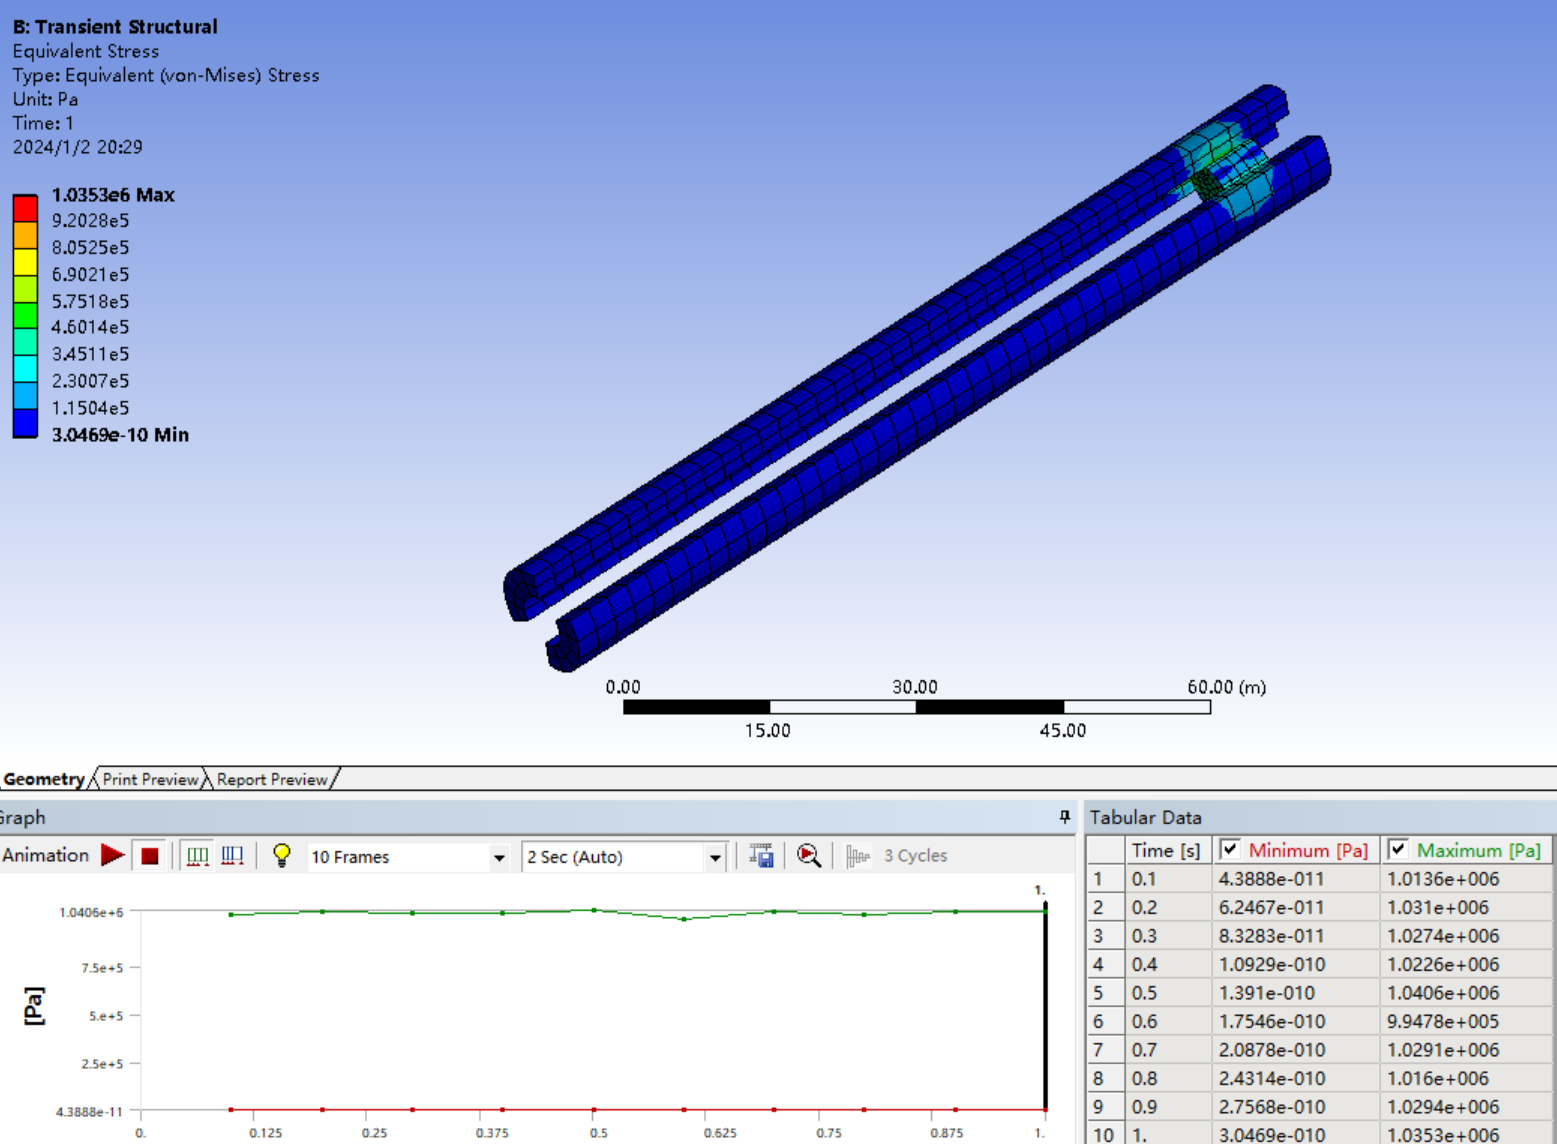 B: Transient Structural
Equivalent Stress
Type: Equivalent (von-Mises) Stress
Unit: Pa
Time: 1
2024/1/2 20:29
1.0353e6 Max
9.2028e5
8.0525e5
6.9021e5
5.7518e5
4.6014e5
3.4511e5
2.3007e5
1.1504e5
3.0469e-10 Min
0.00 30.00 60.00 (m)
15.00 45.00
Geometry Print Preview Report Preview
Graph
Animation 10 Frames 2 Sec (Auto) 3 Cycles
1.
1.0406e+6
7.5e+5
5.e+5
2.5e+5
4.3888e-11
[Pa]
0. 0.125 0.25 0.375 0.5 0.625 0.75 0.875 1.
Tabular Data
Time [s] Minimum [Pa] Maximum [Pa]
1 0.1 4.3888e-011 1.0136e+006
2 0.2 6.2467e-011 1.031e+006
3 0.3 8.3283e-011 1.0274e+006
4 0.4 1.0929e-010 1.0226e+006
5 0.5 1.391e-010 1.0406e+006
6 0.6 1.7546e-010 9.9478e+005
7 0.7 2.0878e-010 1.0291e+006
8 0.8 2.4314e-010 1.016e+006
9 0.9 2.7568e-010 1.0294e+006
10 1. 3.0469e-010 1.0353e+006